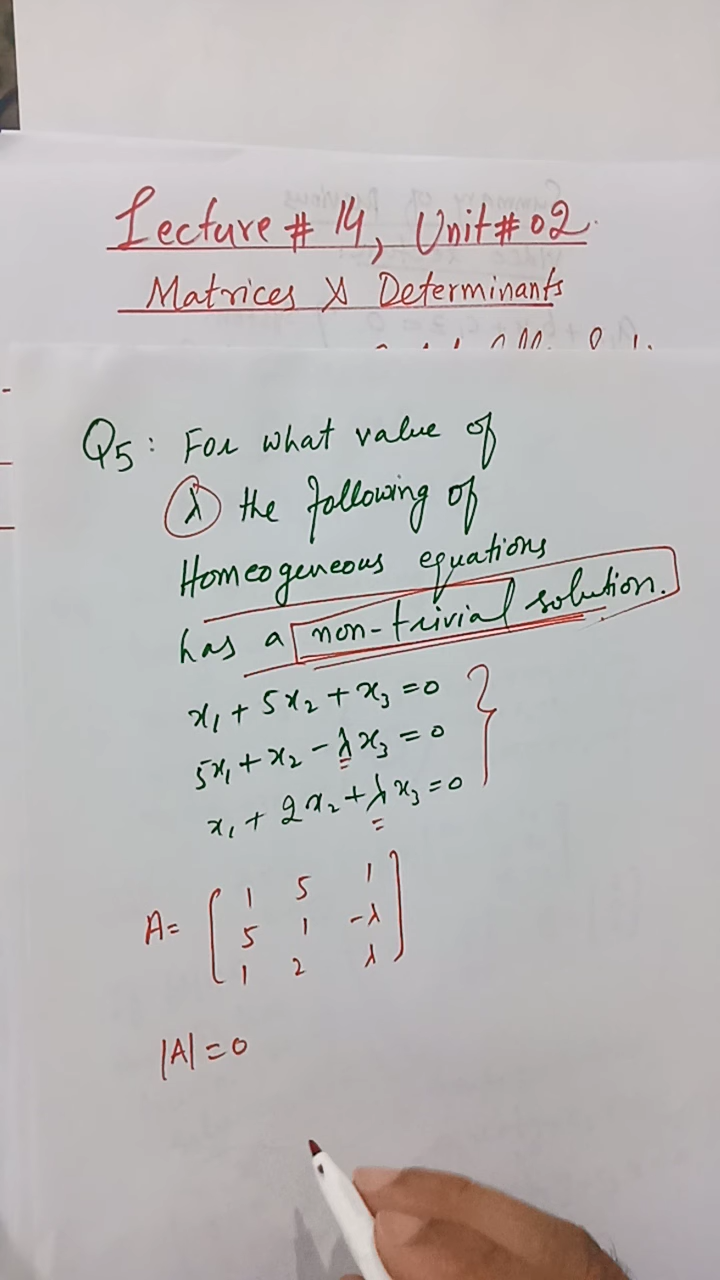 Lecture # 14, Unit # 02.
Matrices & Determinants
Q5: For what value of
λ the following of
Homeogeneous equations
has a non-trivial solution.
x₁ + 5x₂ + x₃ = 0
5x₁ + x₂ - λx₃ = 0
x₁ + 2x₂ + λx₃ = 0
A = [ 1 5 1
5 1 -λ
1 2 λ ]
|A| = 0